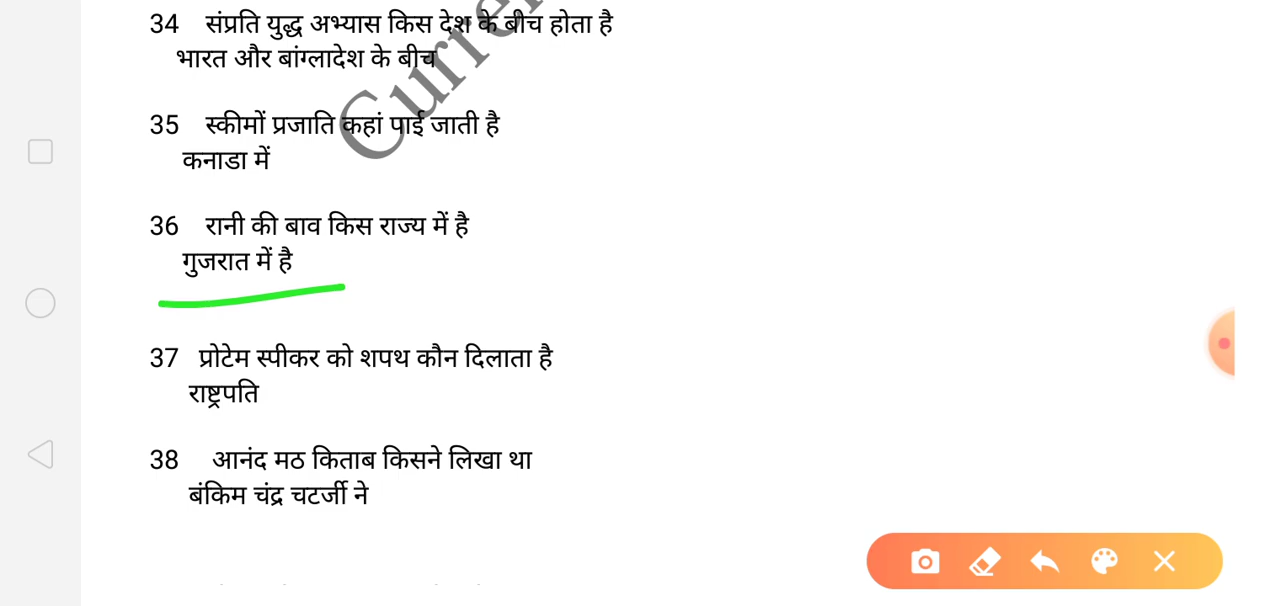 34 संप्रति युद्ध अभ्यास किस देश के बीच होता है
भारत और बांग्लादेश के बीच
35 स्कीमों प्रजाति कहां पाई जाती है
कनाडा में
36 रानी की बाव किस राज्य में है
गुजरात में है
37 प्रोटेम स्पीकर को शपथ कौन दिलाता है
राष्ट्रपति
38 आनंद मठ किताब किसने लिखा था
बंकिम चंद्र चटर्जी ने